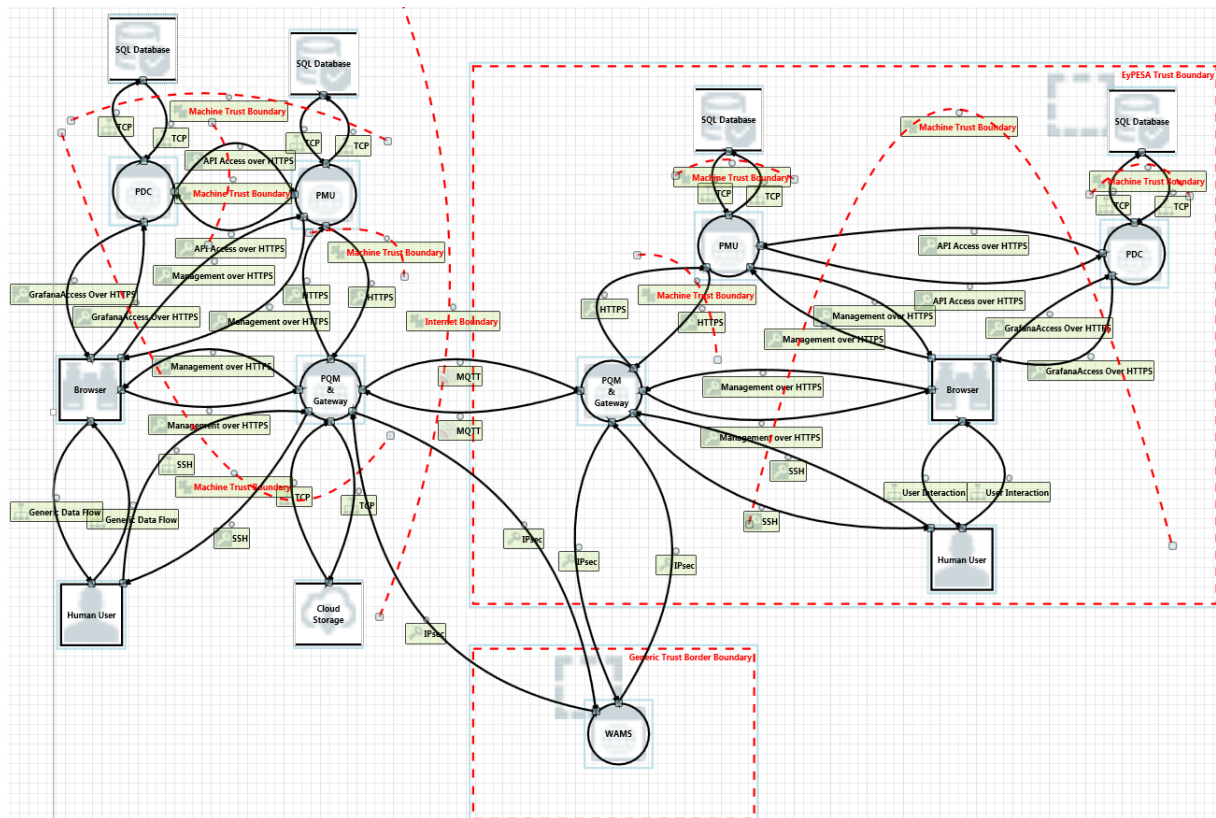 SQL Database
SQL Database
EyPESA Trust Boundary
SQL Database
SQL Database
Machine Trust Boundary
Machine Trust Boundary
TCP
TCP
TCP
TCP
API Access over HTTPS
Machine Trust Boundary
Machine Trust Boundary
PDC
Machine Trust Boundary
PMU
TCP
TCP
TCP
TCP
API Access over HTTPS
Machine Trust Boundary
PMU
API Access over HTTPS
PDC
Management over HTTPS
GrafanaAccess Over HTTPS
HTTPS
HTTPS
Machine Trust Boundary
API Access over HTTPS
GrafanaAccess Over HTTPS
Management over HTTPS
Internet Boundary
HTTPS
HTTPS
Management over HTTPS
GrafanaAccess Over HTTPS
Management over HTTPS
Management over HTTPS
GrafanaAccess Over HTTPS
MQTT
Browser
PQM
&
Gateway
PQM
&
Gateway
Management over HTTPS
Browser
Management over HTTPS
MQTT
Management over HTTPS
SSH
SSH
Machine Trust Boundary
TCP
User Interaction
User Interaction
TCP
Generic Data Flow
Generic Data Flow
SSH
SSH
IPsec
IPsec
IPsec
Human User
Human User
Cloud
Storage
IPsec
Generic Trust Border Boundary
WAMS